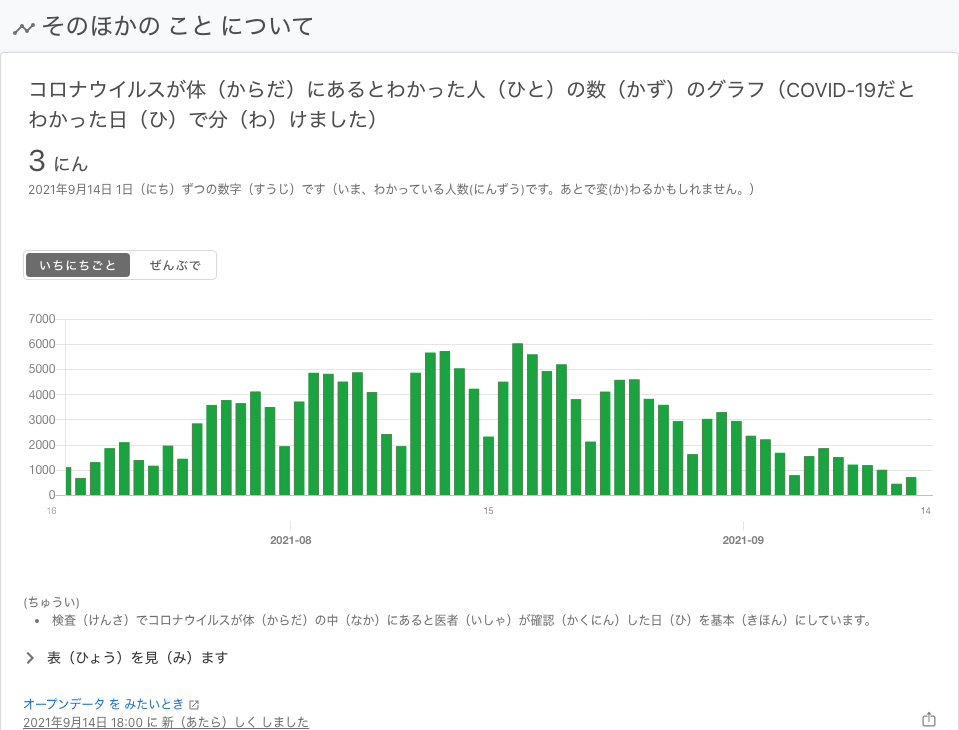 そのほかの こと について
コロナウイルスが体（からだ）にあるとわかった人（ひと）の数（かず）のグラフ（COVID-19だと
わかった日（ひ）で分（わ）けました）
3 にん
2021年9月14日 1日（にち）ずつの数字（すうじ）です（いま、わかっている人数(にんずう)です。あとで変(か)わるかもしれません。）
いちにちごと ぜんぶで
7000
6000
5000
4000
3000
2000
1000
0
16 15 14
2021-08 2021-09
(ちゅうい)
• 検査（けんさ）でコロナウイルスが体（からだ）の中（なか）にあると医者（いしゃ）が確認（かくにん）した日（ひ）を基本（きほん）にしています。
表（ひょう）を見（み）ます
オープンデータ を みたいとき
2021年9月14日 18:00 に 新（あたら）しく しました